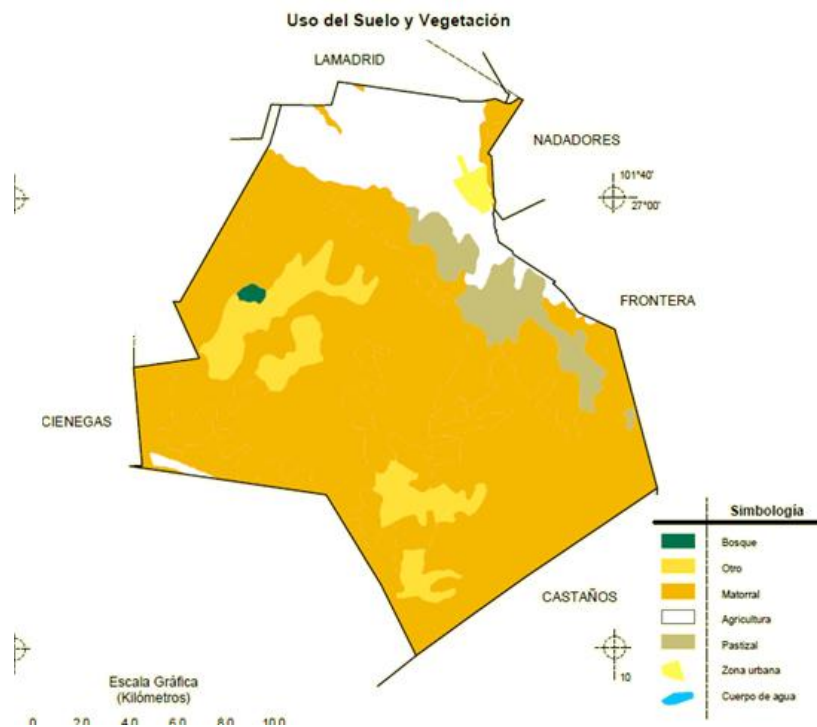 Uso del Suelo y Vegetación
LAMADRID
NADADORES
101°40'
27°00'
FRONTERA
CIENEGAS
Simbología
Bosque
Otro
Matorral
Agricultura
Pastizal
Zona urbana
Cuerpo de agua
CASTAÑOS
10
Escala Gráfica
(Kilómetros)
0 2.0 4.0 6.0 8.0 10.0